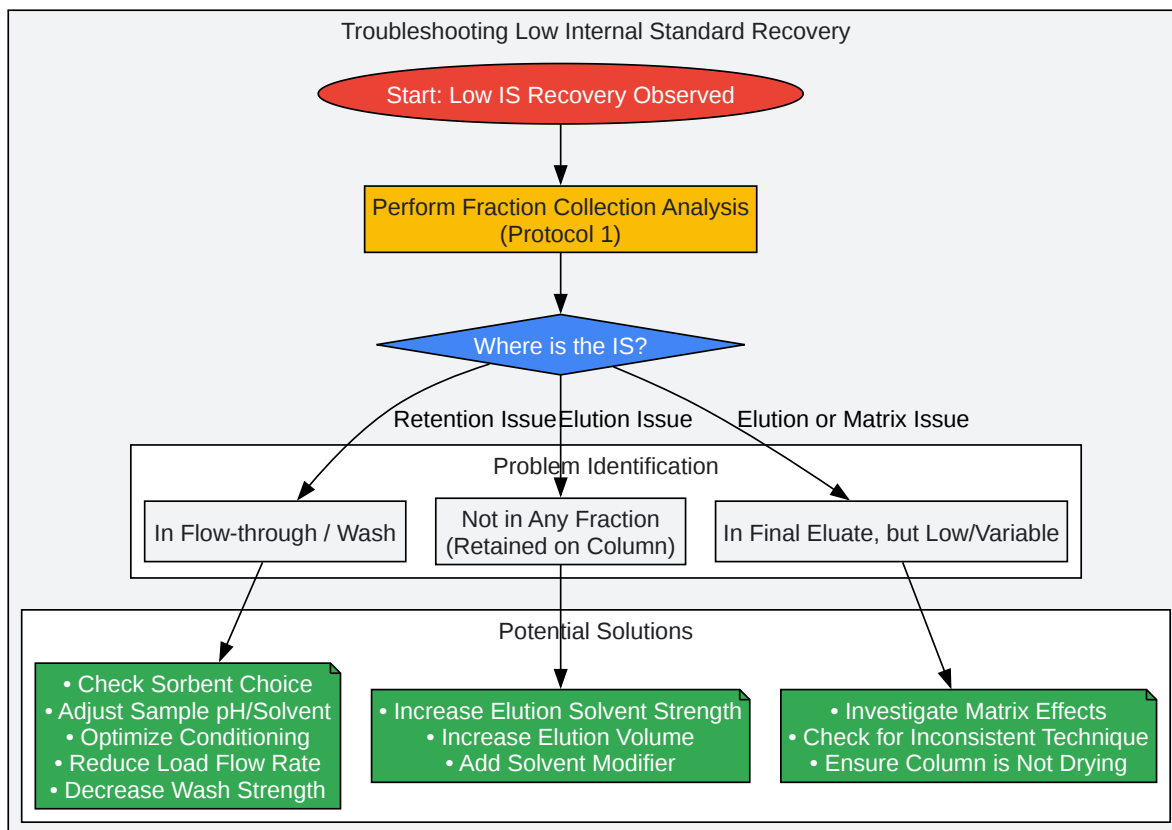 Troubleshooting Low Internal Standard Recovery
Start: Low IS Recovery Observed
Perform Fraction Collection Analysis
(Protocol 1)
Where is the IS?
Retention Issue
Elution Issue
Elution or Matrix Issue
Problem Identification
In Flow-through / Wash
Not in Any Fraction
(Retained on Column)
In Final Eluate, but Low/Variable
Potential Solutions
• Check Sorbent Choice
• Adjust Sample pH/Solvent
• Optimize Conditioning
• Reduce Load Flow Rate
• Decrease Wash Strength
• Increase Elution Solvent Strength
• Increase Elution Volume
• Add Solvent Modifier
• Investigate Matrix Effects
• Check for Inconsistent Technique
• Ensure Column is Not Drying